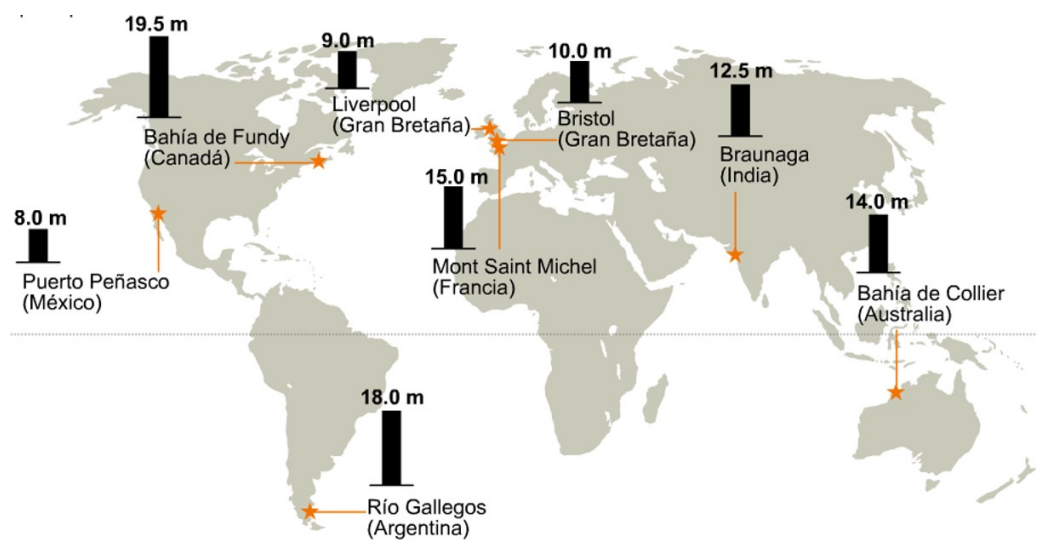 19.5 m
Bahía de Fundy
(Canadá)
9.0 m
Liverpool
(Gran Bretaña)
10.0 m
Bristol
(Gran Bretaña)
12.5 m
Braunaga
(India)
15.0 m
Mont Saint Michel
(Francia)
8.0 m
Puerto Peñasco
(México)
14.0 m
Bahía de Collier
(Australia)
18.0 m
Río Gallegos
(Argentina)